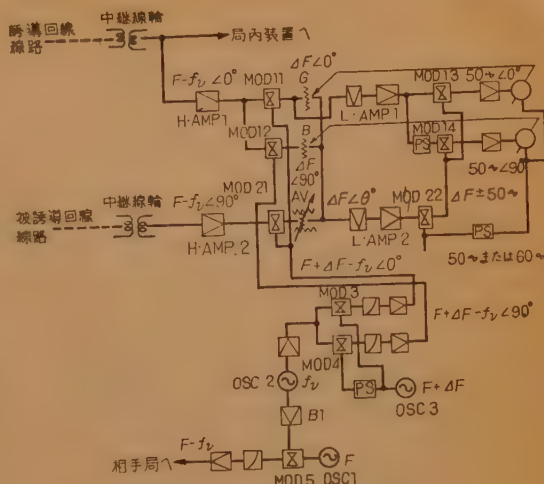 誘導回線
線路
中継線輪
局内装置へ
F-fν∠0°
H·AMP1
MOD11
MOD12
ΔF∠0°
G
B
ΔF
∠90°
AV
L·AMP1
MOD13
50~∠0°
MOD14
PS
50~∠90°
MOD21
被誘導回線
線路
中継線輪
F-fν∠90°
H·AMP.2
ΔF∠θ°
L·AMP.2
MOD22
ΔF±50~
PS
50~または60~
F+ΔF-fν∠0°
MOD3
F+ΔF-fν∠90°
MOD4
OSC2
fν
PS
F+ΔF
OSC3
B1
F-fν
相手局へ
F
MOD5
OSC1